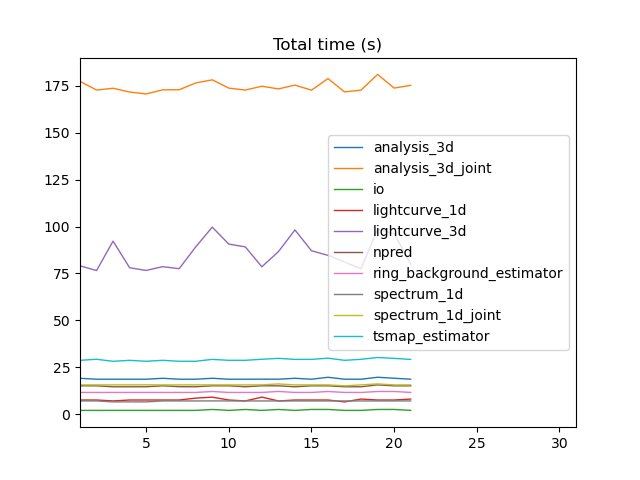 Total time (s)
175
150
125
100
75
50
25
0
analysis_3d
analysis_3d_joint
io
lightcurve_1d
lightcurve_3d
npred
ring_background_estimator
spectrum_1d
spectrum_1d_joint
tsmap_estimator
5 10 15 20 25 30